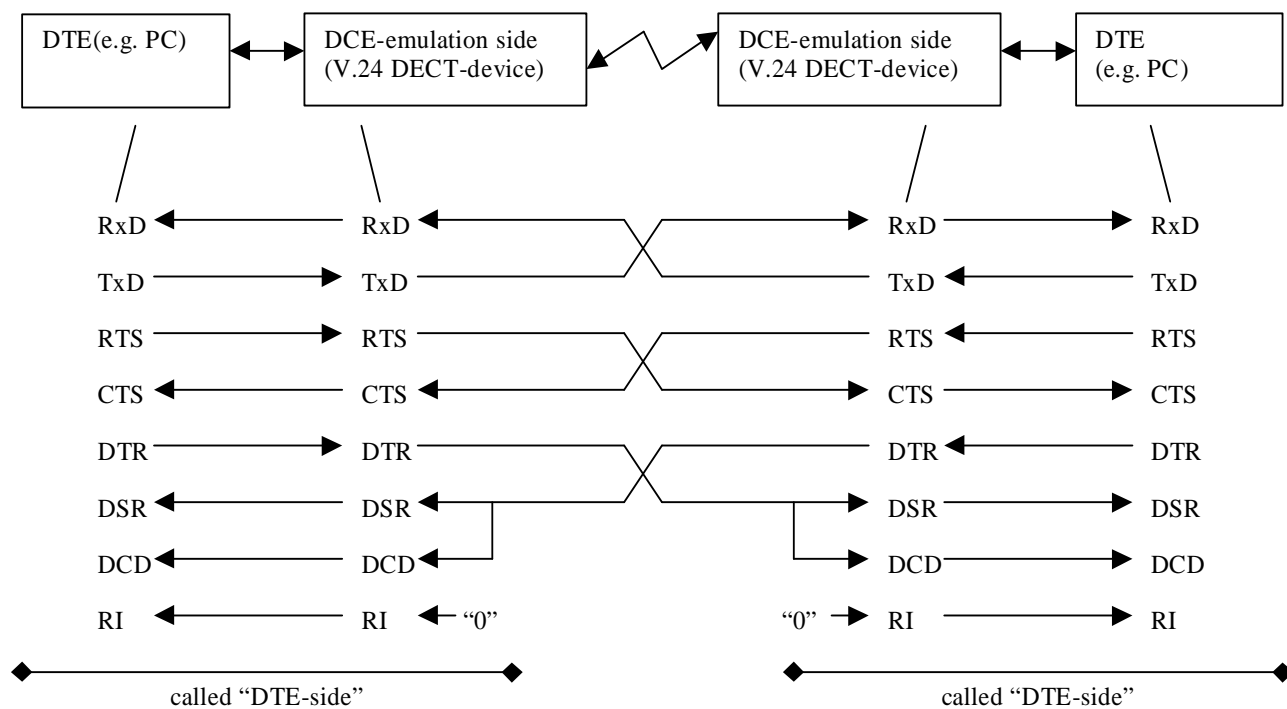 DTE(e.g. PC) DCE-emulation side DCE-emulation side DTE
(V.24 DECT-device) (V.24 DECT-device) (e.g. PC)
RxD RxD RxD RxD
TxD TxD TxD TxD
RTS RTS RTS RTS
CTS CTS CTS CTS
DTR DTR DTR DTR
DSR DSR DSR DSR
DCD DCD DCD DCD
RI RI “0” “0” RI RI
called “DTE-side” called “DTE-side”